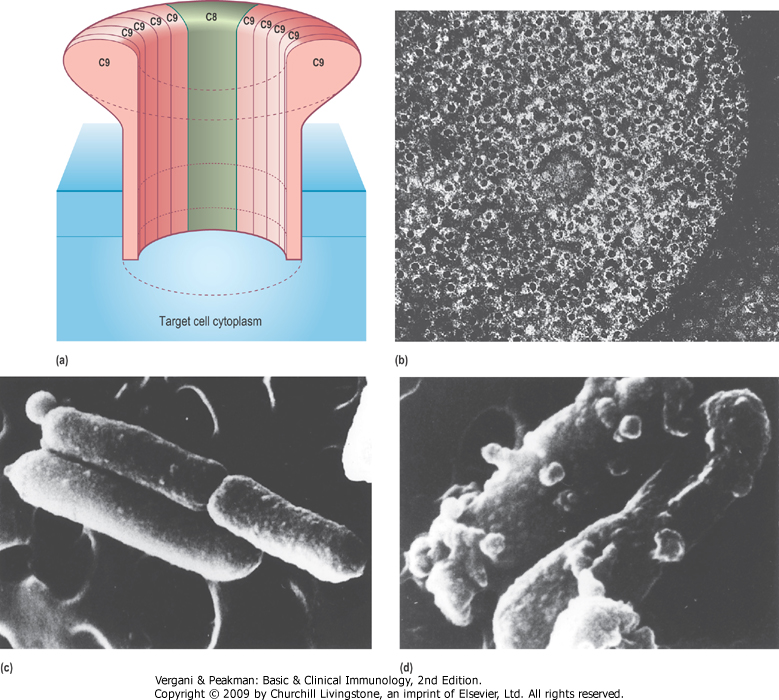 C9
C9
C9
C9
C8
C9
C9
C9
C9
C9
C9
Target cell cytoplasm
(a)
(b)
(c)
(d)
Vergani & Peakman: Basic & Clinical Immunology, 2nd Edition.
Copyright © 2009 by Churchill Livingstone, an imprint of Elsevier, Ltd. All rights reserved.